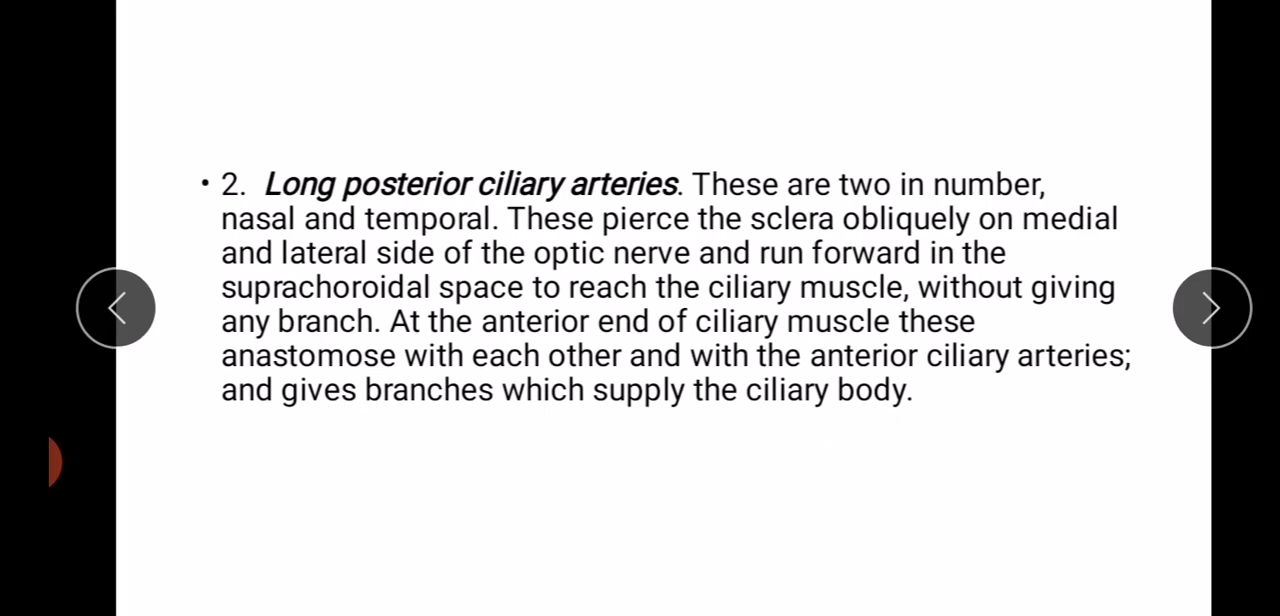 • 2. Long posterior ciliary arteries. These are two in number,
nasal and temporal. These pierce the sclera obliquely on medial
and lateral side of the optic nerve and run forward in the
suprachoroidal space to reach the ciliary muscle, without giving
any branch. At the anterior end of ciliary muscle these
anastomose with each other and with the anterior ciliary arteries;
and gives branches which supply the ciliary body.